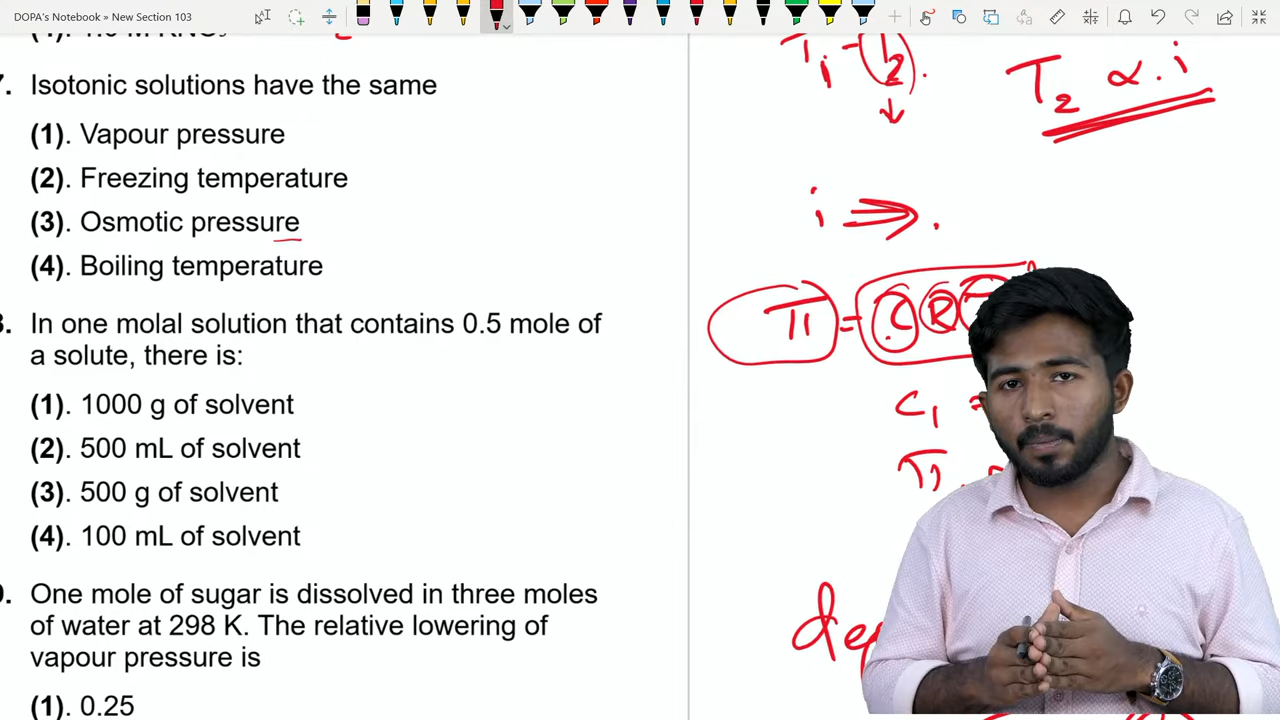 DOPA's Notebook » New Section 103
7. Isotonic solutions have the same
(1). Vapour pressure
(2). Freezing temperature
(3). Osmotic pressure
(4). Boiling temperature
In one molal solution that contains 0.5 mole of
a solute, there is:
(1). 1000 g of solvent
(2). 500 mL of solvent
(3). 500 g of solvent
(4). 100 mL of solvent
One mole of sugar is dissolved in three moles
of water at 298 K. The relative lowering of
vapour pressure is
(1). 0.25
T₂ α. i
i ⇒.
π = C R
C₁ =
π₁
dep